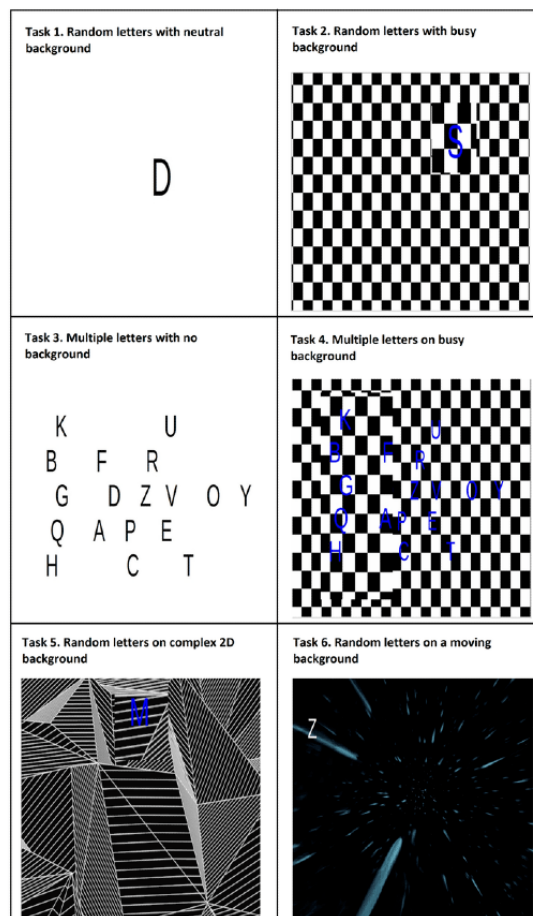 Task 1. Random letters with neutral
background
D
Task 2. Random letters with busy
background
S
Task 3. Multiple letters with no
background
K U
B F R
G D Z V O Y
Q A P E
H C T
Task 4. Multiple letters on busy
background
K U
B F R
G Z V O Y
Q A P E
H C T
Task 5. Random letters on complex 2D
background
M
Task 6. Random letters on a moving
background
Z